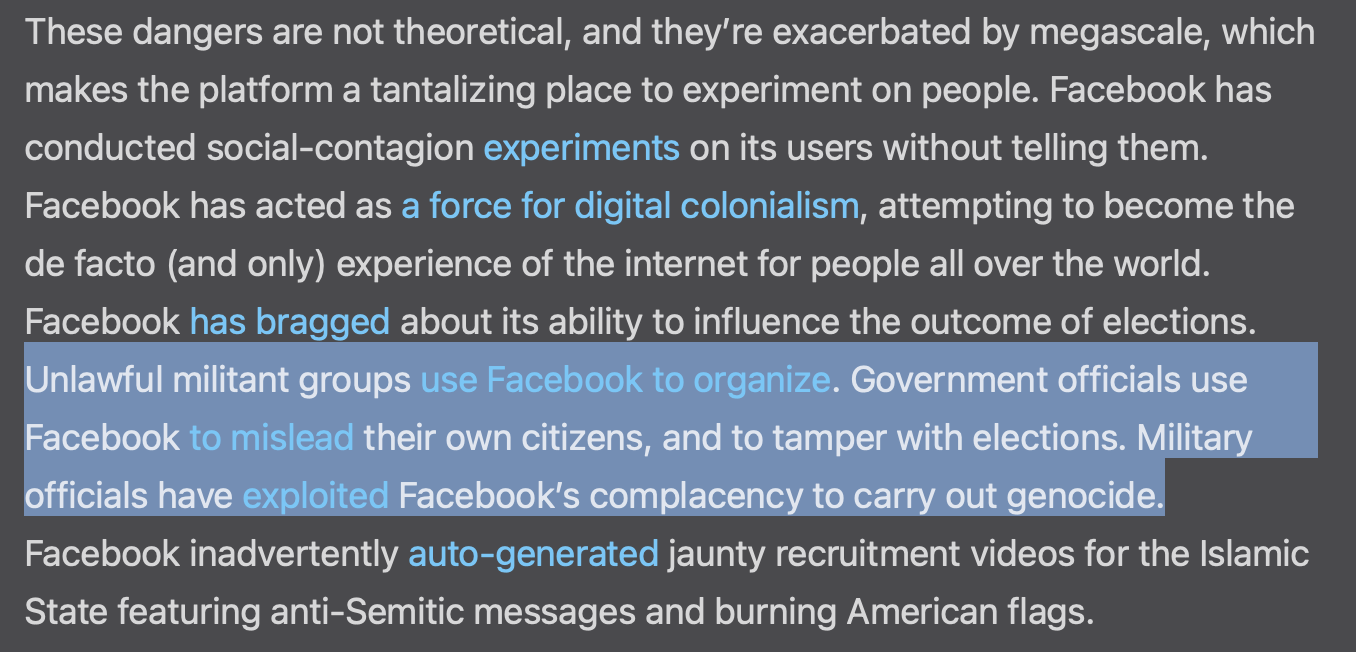 These dangers are not theoretical, and they’re exacerbated by megascale, which
makes the platform a tantalizing place to experiment on people. Facebook has
conducted social-contagion experiments on its users without telling them.
Facebook has acted as a force for digital colonialism, attempting to become the
de facto (and only) experience of the internet for people all over the world.
Facebook has bragged about its ability to influence the outcome of elections.
Unlawful militant groups use Facebook to organize. Government officials use
Facebook to mislead their own citizens, and to tamper with elections. Military
officials have exploited Facebook’s complacency to carry out genocide.
Facebook inadvertently auto-generated jaunty recruitment videos for the Islamic
State featuring anti-Semitic messages and burning American flags.